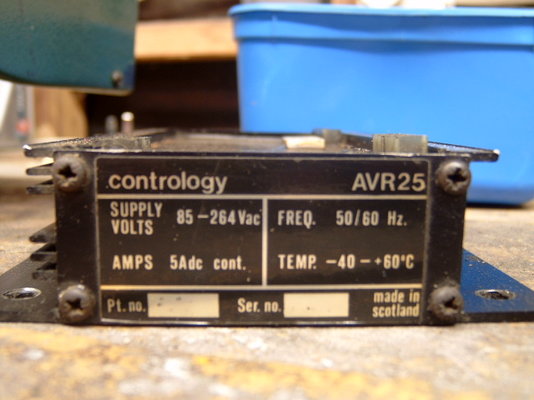 contrology AVR25
SUPPLY VOLTS 85-264Vac FREQ. 50/60 Hz.
AMPS 5Adc cont. TEMP. -40-+60°C
Pt.no. Ser. no. made in scotland